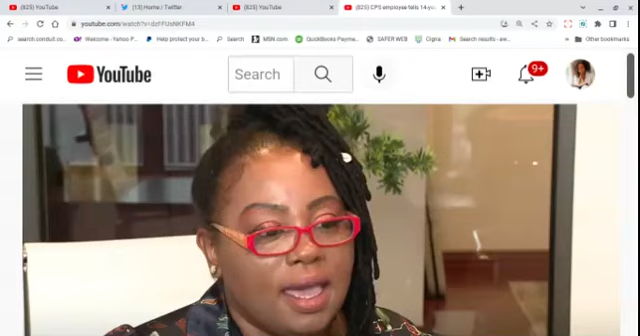 (825) YouTube
(13) Home / Twitter
(825) YouTube
(825) CPS employee tells 14-yo
youtube.com/watch?v=dzFFUsNKFM4
search.conduit.co...
Welcome - Yahoo P...
Help protect your b...
Search
MSN.com
QuickBooks Payme...
SAFER WEB
Cigna
Search results - aw...
Other bookmarks
YouTube
Search
9+